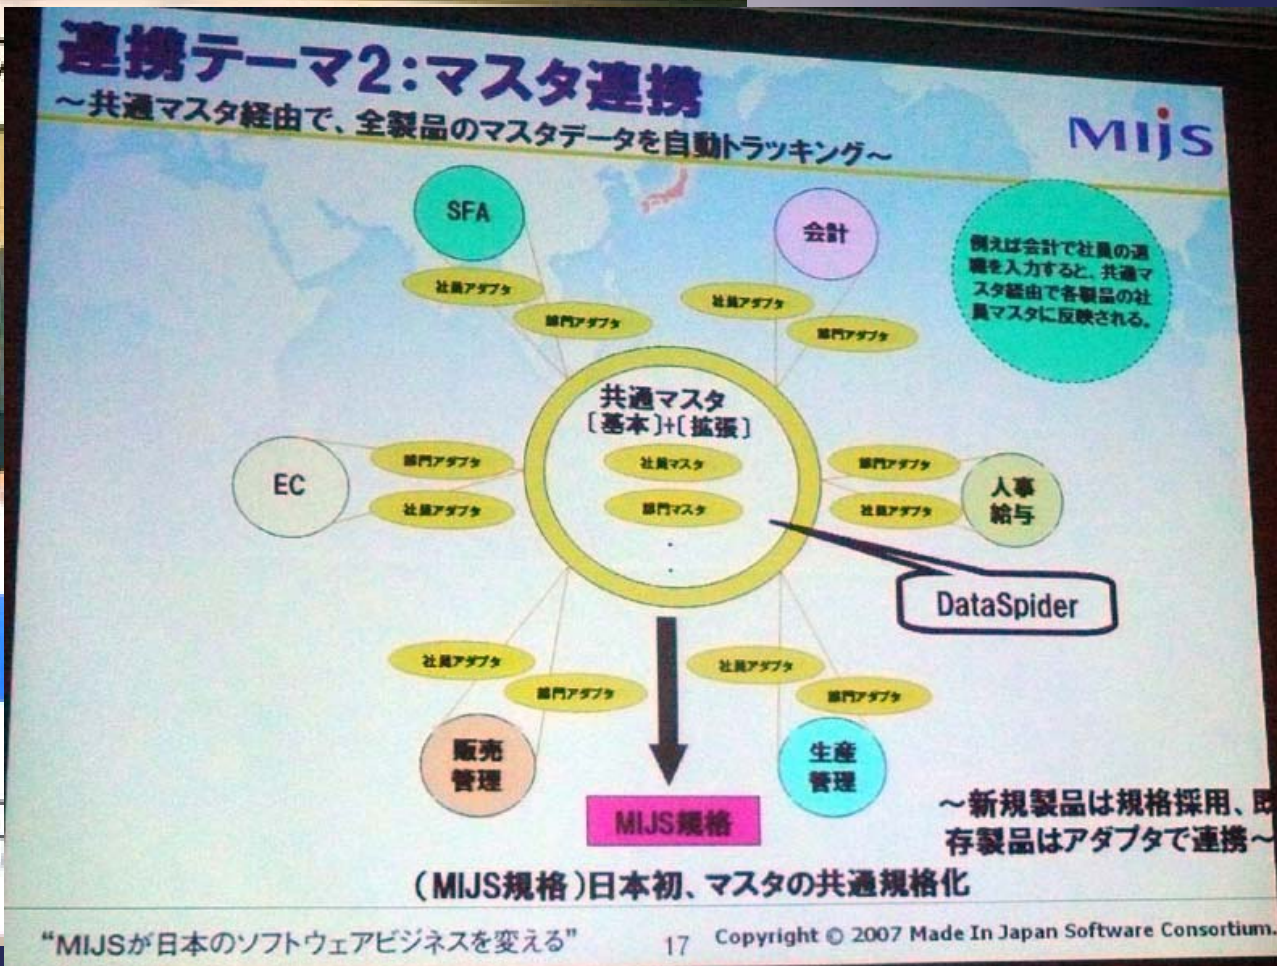 連携テーマ2:マスタ連携
～共通マスタ経由で、全製品のマスタデータを自動トラッキング～
MIJS
SFA
会計
例えば会計で社員の退
職を入力すると、共通マ
スタ経由で各製品の社
員マスタに反映される。
社員アダプタ
部門アダプタ
社員アダプタ
部門アダプタ
共通マスタ
[基本]+[拡張]
社員マスタ
部門マスタ
:
EC
部門アダプタ
社員アダプタ
部門アダプタ
社員アダプタ
人事
給与
DataSpider
社員アダプタ
部門アダプタ
社員アダプタ
部門アダプタ
販売
管理
生産
管理
MIJS規格
～新規製品は規格採用、既
存製品はアダプタで連携～
(MIJS規格)日本初、マスタの共通規格化
“MIJSが日本のソフトウェアビジネスを変える”
17
Copyright © 2007 Made In Japan Software Consortium.